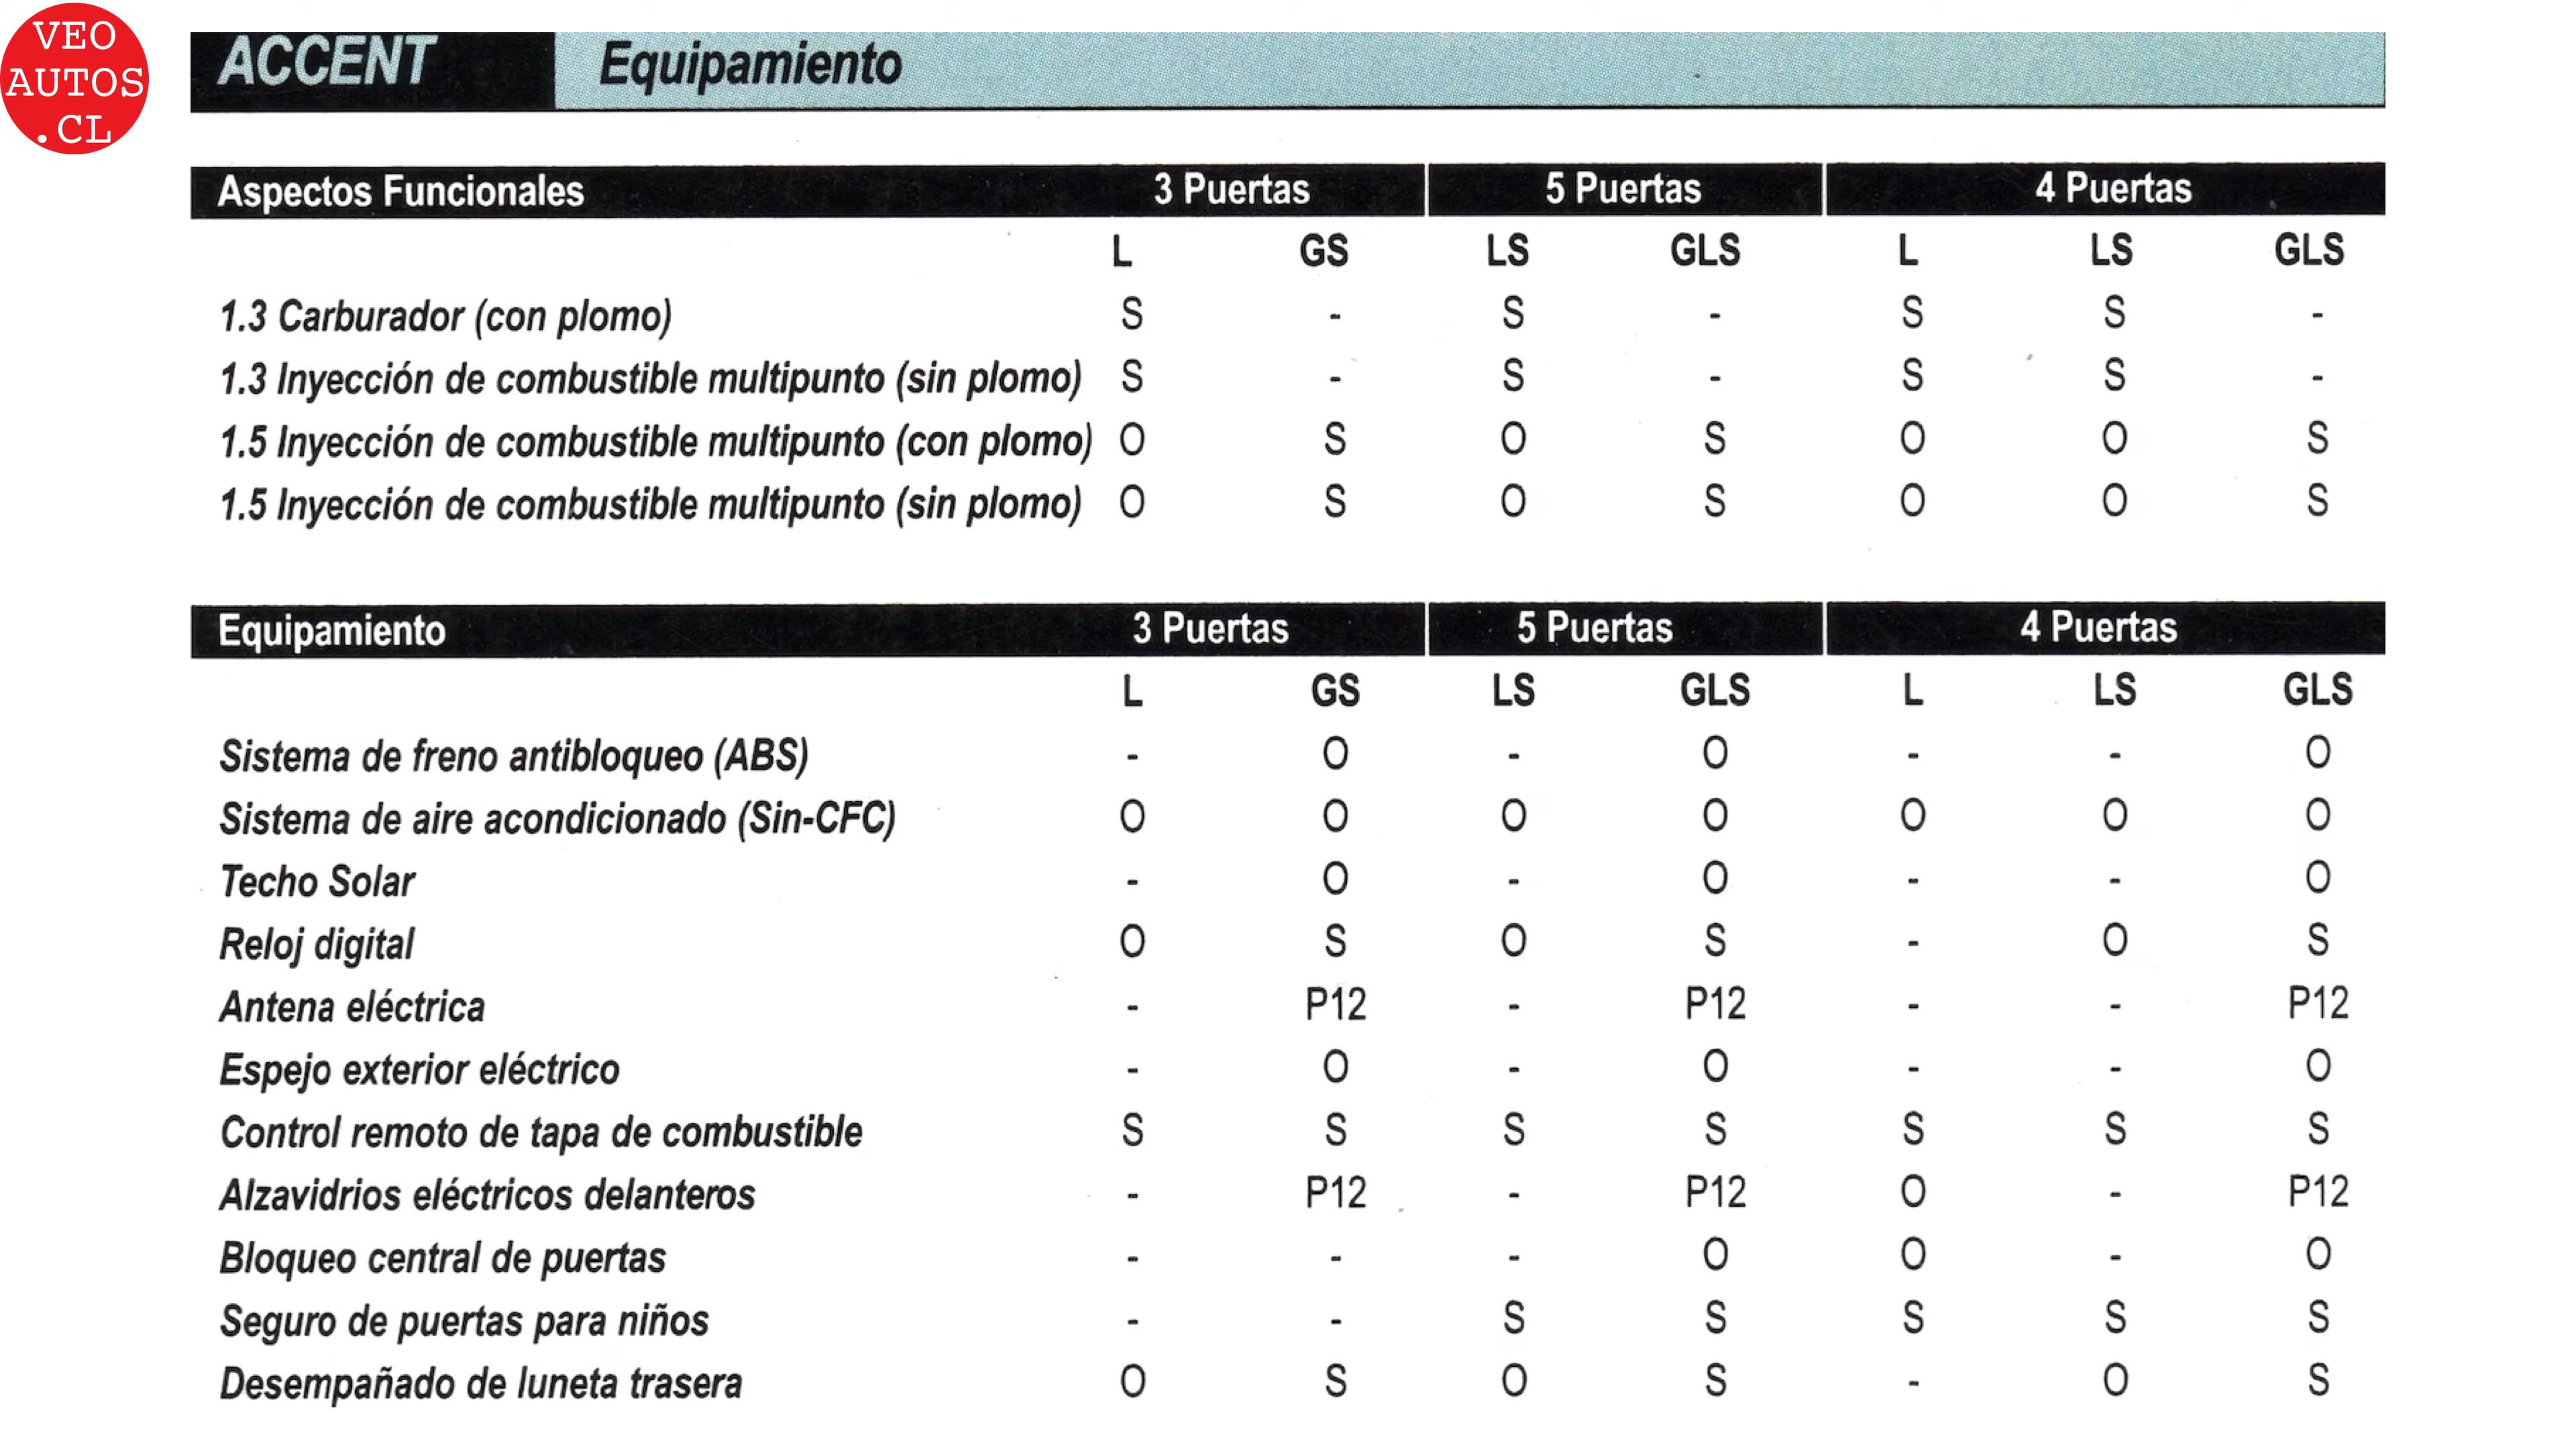 VEO
AUTOS
.CL
ACCENT Equipamiento
Aspectos Funcionales 3 Puertas 5 Puertas 4 Puertas
L GS LS GLS L LS GLS
1.3 Carburador (con plomo) S - S - S S -
1.3 Inyección de combustible multipunto (sin plomo) S - S - S S -
1.5 Inyección de combustible multipunto (con plomo) O S O S O O S
1.5 Inyección de combustible multipunto (sin plomo) O S O S O O S
Equipamiento 3 Puertas 5 Puertas 4 Puertas
L GS LS GLS L LS GLS
Sistema de freno antibloqueo (ABS) - O - O - - O
Sistema de aire acondicionado (Sin-CFC) O O O O O O O
Techo Solar - O - O - - O
Reloj digital O S O S - O S
Antena eléctrica - P12 - P12 - - P12
Espejo exterior eléctrico - O - O - - O
Control remoto de tapa de combustible S S S S S S S
Alzavidrios eléctricos delanteros - P12 - P12 O - P12
Bloqueo central de puertas - - - O O - O
Seguro de puertas para niños - - S S S S S
Desempañado de luneta trasera O S O S - O S